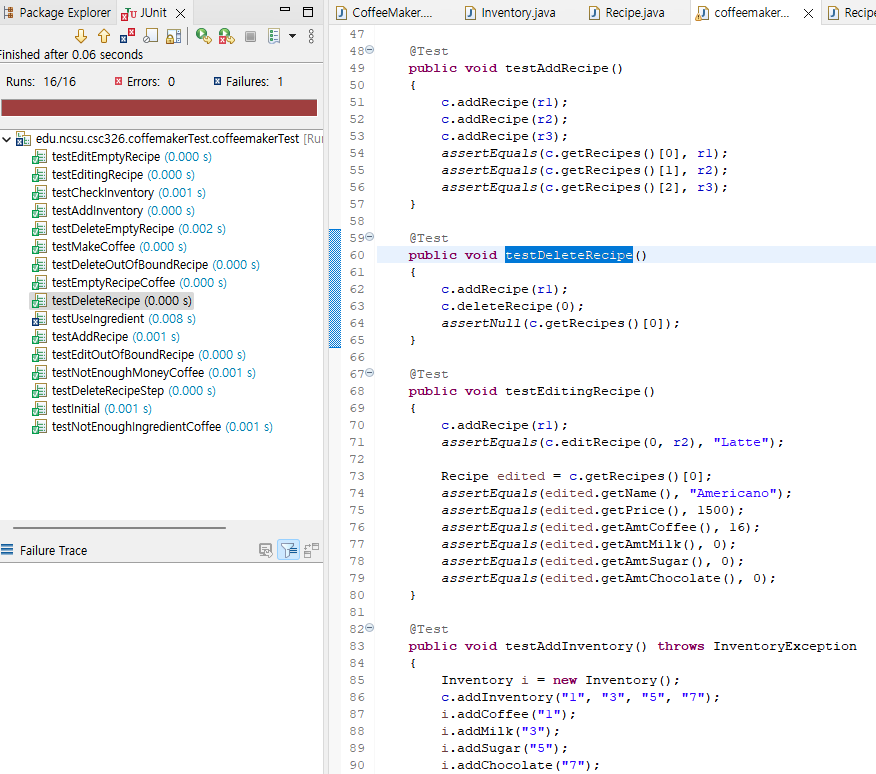 Package Explorer
JUnit
Finished after 0.06 seconds
Runs: 16/16
Errors: 0
Failures: 1
edu.ncsu.csc326.coffemakerTest.coffeemakerTest [Ru
testEditEmptyRecipe (0.000 s)
testEditingRecipe (0.000 s)
testCheckInventory (0.001 s)
testAddInventory (0.000 s)
testDeleteEmptyRecipe (0.002 s)
testMakeCoffee (0.000 s)
testDeleteOutOfBoundRecipe (0.000 s)
testEmptyRecipeCoffee (0.000 s)
testDeleteRecipe (0.000 s)
testUseIngredient (0.008 s)
testAddRecipe (0.001 s)
testEditOutOfBoundRecipe (0.000 s)
testNotEnoughMoneyCoffee (0.001 s)
testDeleteRecipeStep (0.000 s)
testInitial (0.001 s)
testNotEnoughIngredientCoffee (0.001 s)
Failure Trace
CoffeeMaker....
Inventory.java
Recipe.java
coffeemaker...
Recipe
47
48 @Test
49 public void testAddRecipe()
50 {
51 c.addRecipe(r1);
52 c.addRecipe(r2);
53 c.addRecipe(r3);
54 assertEquals(c.getRecipes()[0], r1);
55 assertEquals(c.getRecipes()[1], r2);
56 assertEquals(c.getRecipes()[2], r3);
57 }
58
59 @Test
60 public void testDeleteRecipe()
61 {
62 c.addRecipe(r1);
63 c.deleteRecipe(0);
64 assertNull(c.getRecipes()[0]);
65 }
66
67 @Test
68 public void testEditingRecipe()
69 {
70 c.addRecipe(r1);
71 assertEquals(c.editRecipe(0, r2), "Latte");
72
73 Recipe edited = c.getRecipes()[0];
74 assertEquals(edited.getName(), "Americano");
75 assertEquals(edited.getPrice(), 1500);
76 assertEquals(edited.getAmtCoffee(), 16);
77 assertEquals(edited.getAmtMilk(), 0);
78 assertEquals(edited.getAmtSugar(), 0);
79 assertEquals(edited.getAmtChocolate(), 0);
80 }
81
82 @Test
83 public void testAddInventory() throws InventoryException
84 {
85 Inventory i = new Inventory();
86 c.addInventory("1", "3", "5", "7");
87 i.addCoffee("1");
88 i.addMilk("3");
89 i.addSugar("5");
90 i.addChocolate("7");